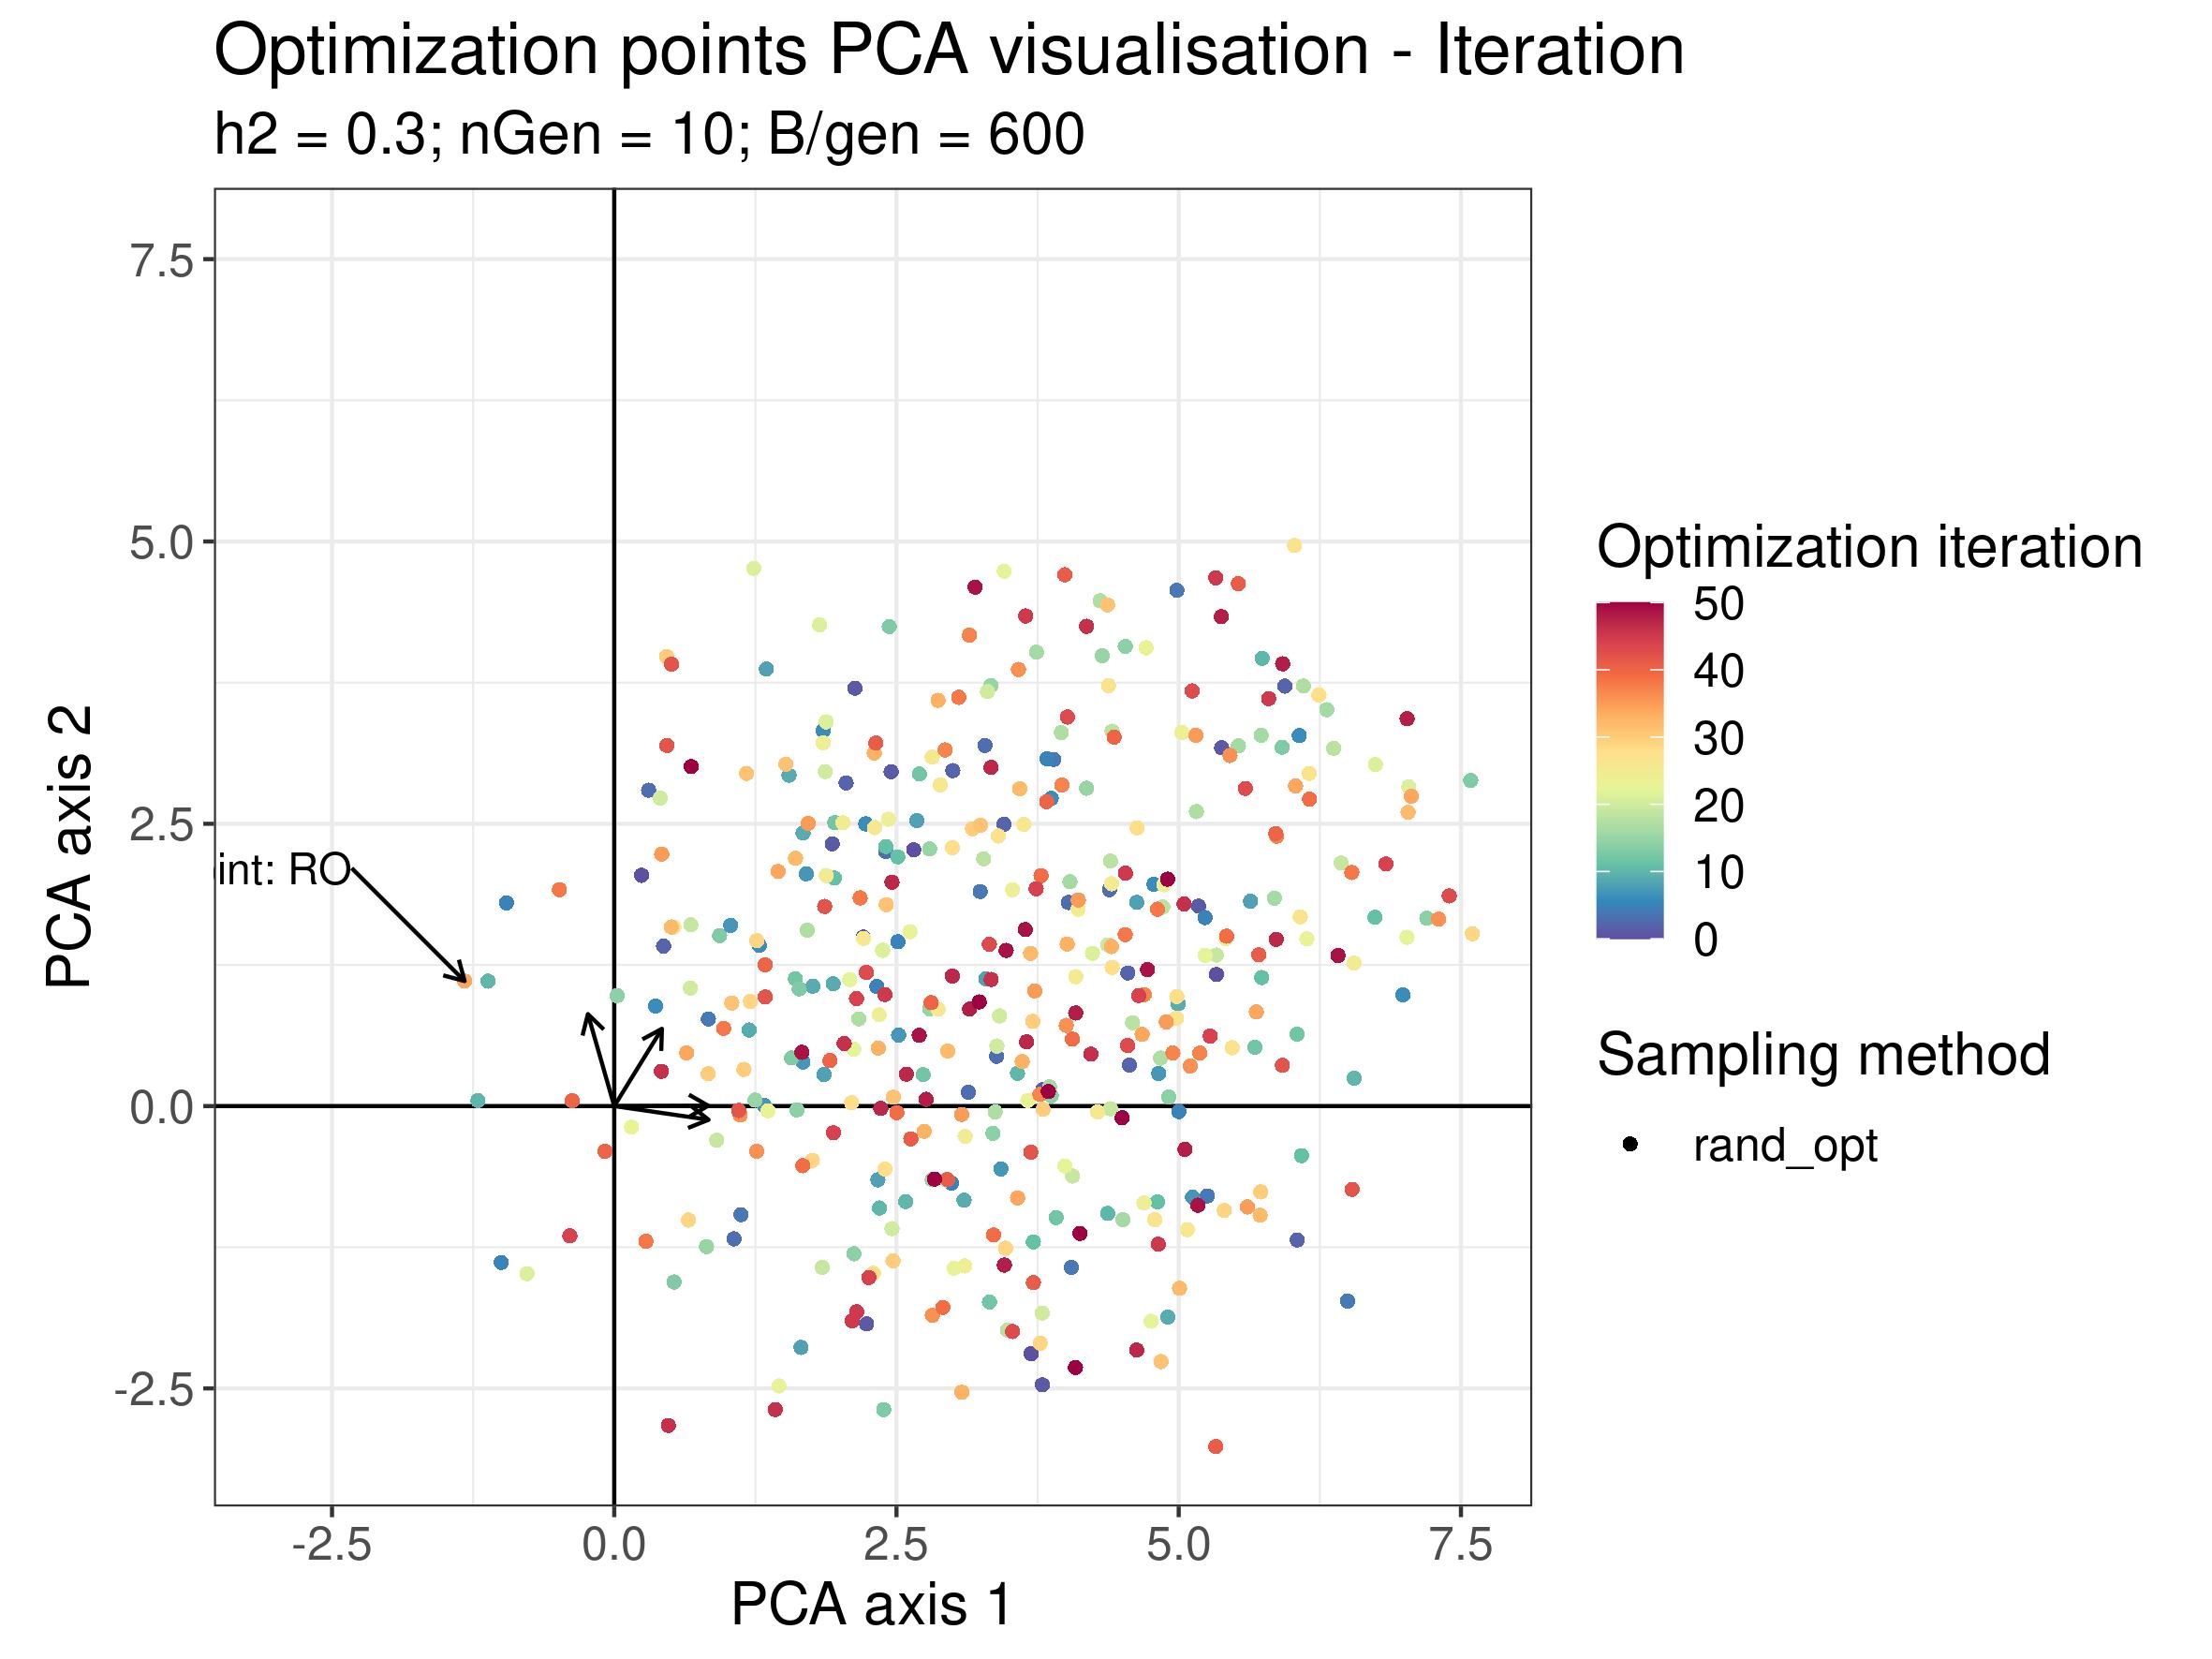 Optimization points PCA visualisation - Iteration
h2 = 0.3; nGen = 10; B/gen = 600
PCA axis 2
7.5
5.0
2.5
0.0
-2.5
int: RO
-2.5
0.0
2.5
5.0
7.5
PCA axis 1
Optimization iteration
50
40
30
20
10
0
Sampling method
rand_opt